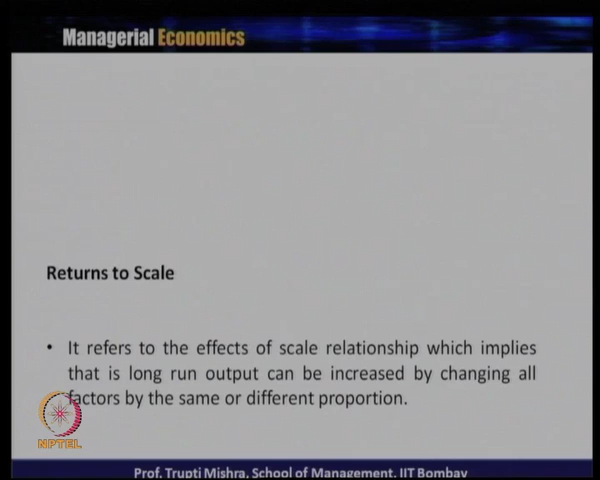 Managerial Economics
Returns to Scale
• It refers to the effects of scale relationship which implies
that is long run output can be increased by changing all
factors by the same or different proportion.
NPTEL
Prof. Trupti Mishra, School of Management, IIT Bombay